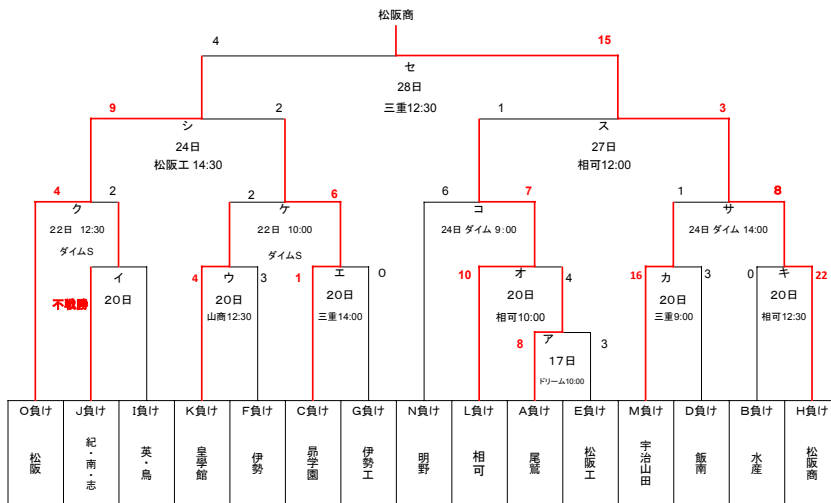 松阪商
4
15
セ
28日
三重12:30
9
2
1
3
シ
24日
松阪工 14:30
ス
27日
相可12:00
4
2
2
6
6
7
1
8
ク
22日 12:30
ダイムS
ケ
22日 10:00
ダイムS
コ
24日 ダイム 9:00
サ
24日 ダイム 14:00
不戦勝
イ
20日
4
ウ
3
20日
山商12:30
1
エ
0
20日
三重14:00
10
オ
4
20日
相可10:00
16
カ
3
20日
三重9:00
0
キ
22
20日
相可12:30
8
ア
3
17日
ドリーム10:00
O負け
J負け
I負け
K負け
F負け
C負け
G負け
N負け
L負け
A負け
E負け
M負け
D負け
B負け
H負け
松阪
紀・南・志
英・鳥
皇學館
伊勢
昴学園
伊勢工
明野
相可
尾鷲
松阪工
宇治山田
飯南
水産
松阪商